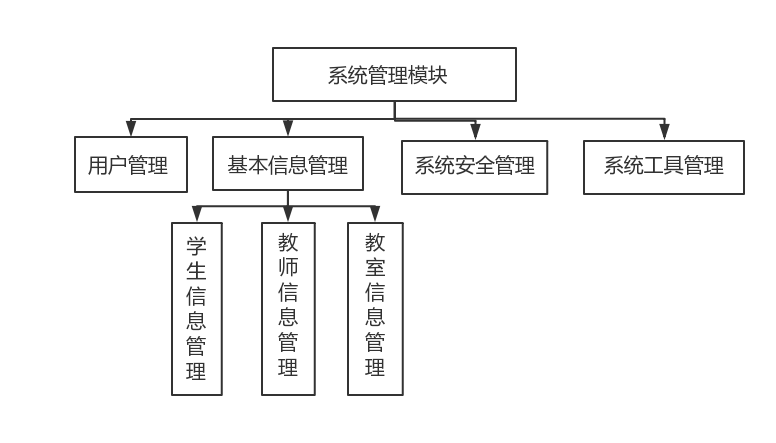 系统管理模块
用户管理
基本信息管理
系统安全管理
系统工具管理
学生信息管理
教师信息管理
教室信息管理